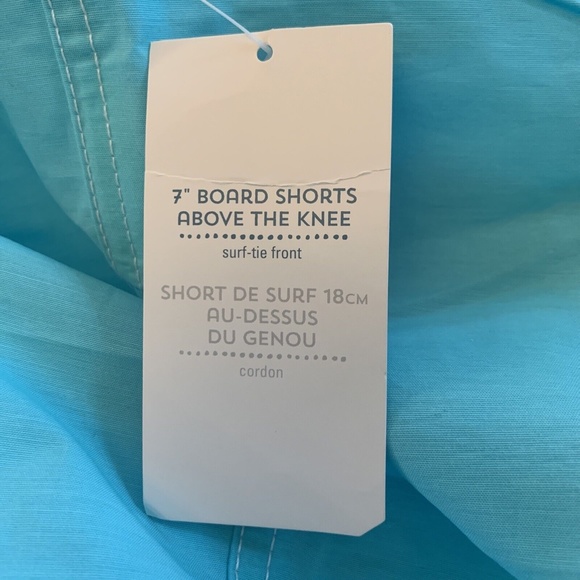 7" BOARD SHORTS
ABOVE THE KNEE
surf-tie front
SHORT DE SURF 18CM
AU-DESSUS
DU GENOU
cordon